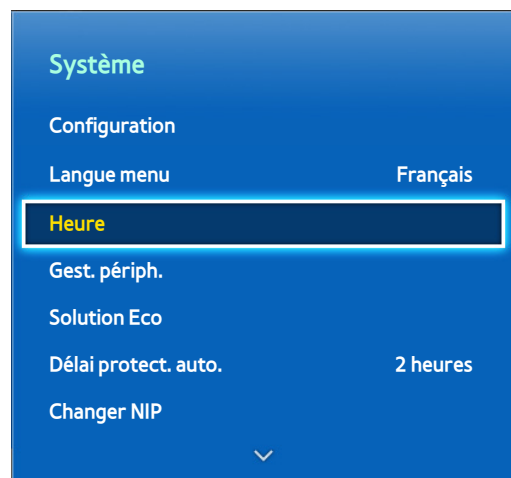 Système
Configuration
Langue menu Français
Heure
Gest. périph.
Solution Eco
Délai protect. auto. 2 heures
Changer NIP